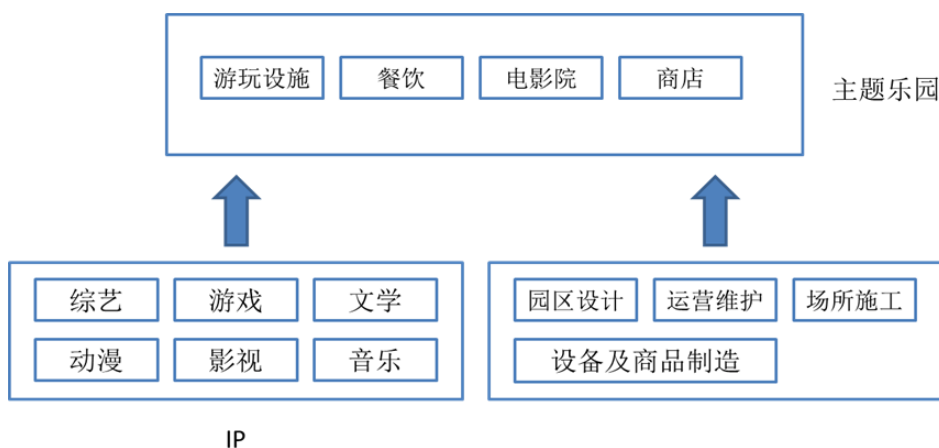 游玩设施 餐饮 电影院 商店
主题乐园
综艺 游戏 文学
园区设计 运营维护 场所施工
动漫 影视 音乐
设备及商品制造
IP